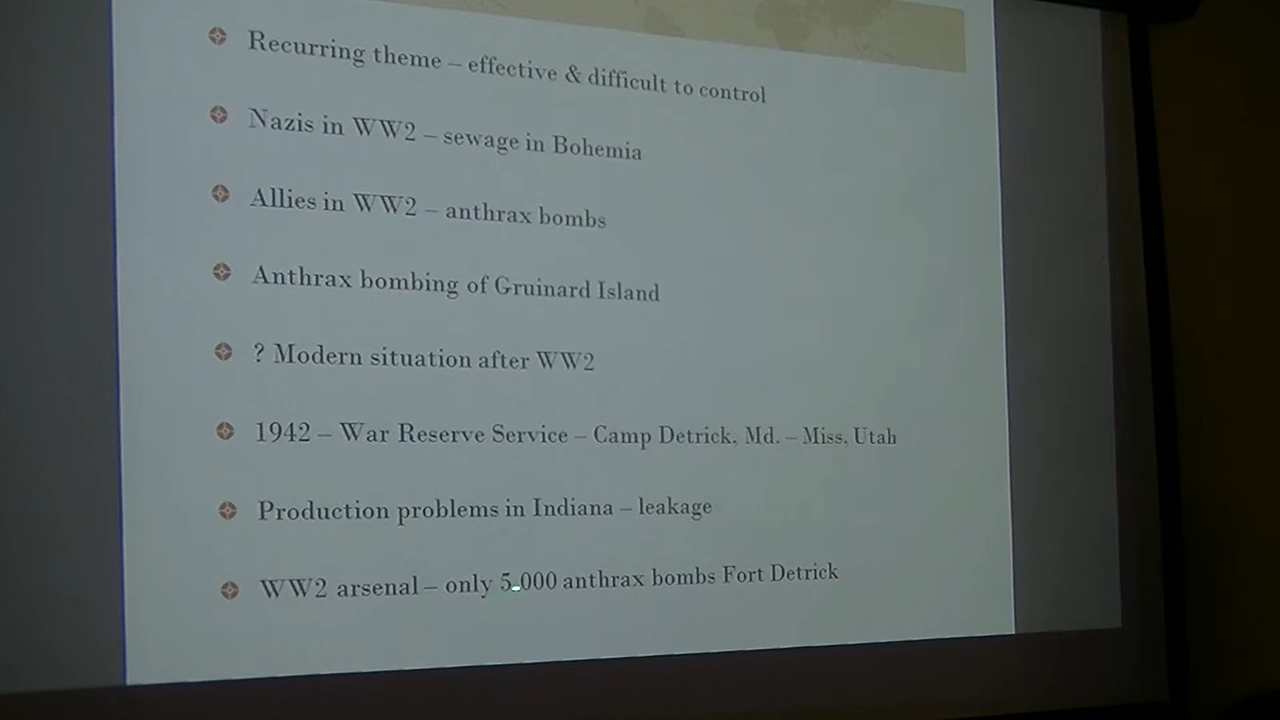 Recurring theme – effective & difficult to control
Nazis in WW2 – sewage in Bohemia
Allies in WW2 – anthrax bombs
Anthrax bombing of Gruinard Island
? Modern situation after WW2
1942 – War Reserve Service – Camp Detrick, Md. – Miss, Utah
Production problems in Indiana – leakage
WW2 arsenal – only 5,000 anthrax bombs Fort Detrick